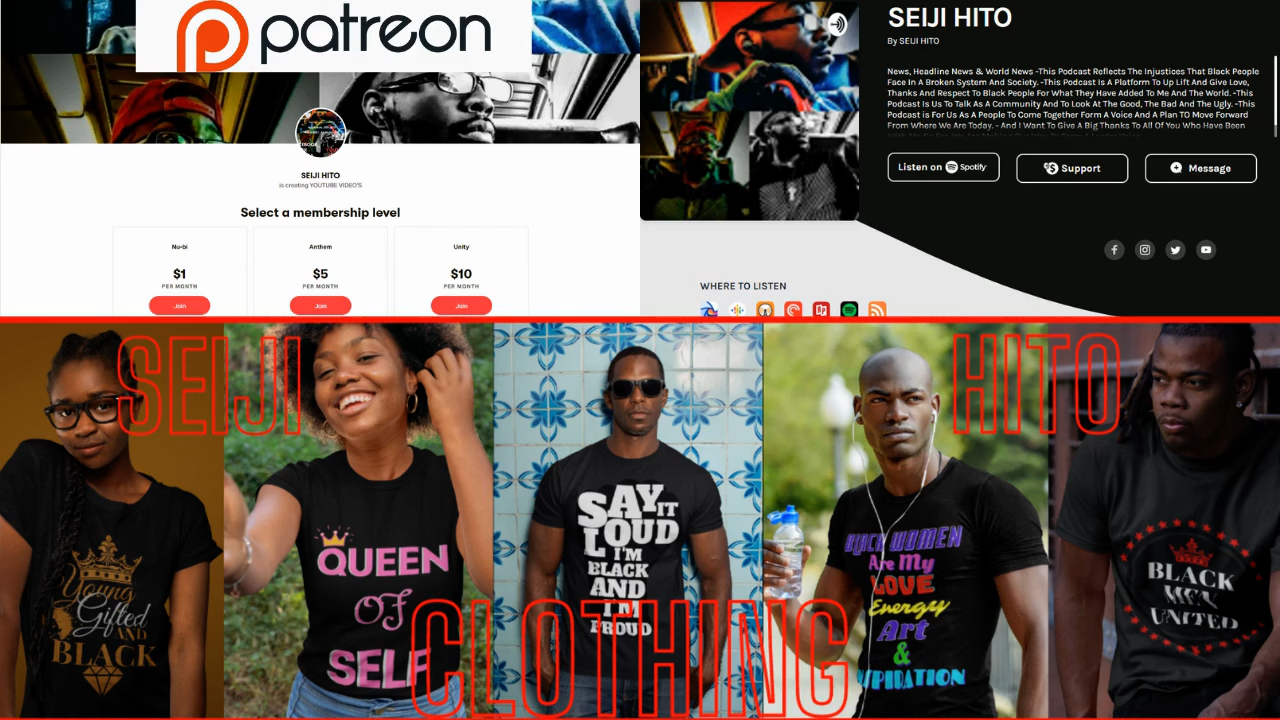 patreon
SEIJI HITO
is creating YOUTUBE VIDEO'S
Select a membership level
Nu-bi
$1
PER MONTH
Join
Anthem
$5
PER MONTH
Join
Unity
$10
PER MONTH
Join
SEIJI HITO
By SEIJI HITO
News, Headline News & World News -This Podcast Reflects The Injustices That Black People
Face In A Broken System And Society. -This Podcast Is A Platform To Up Lift And Give Love,
Thanks And Respect To Black People For What They Have Added To Me And The World. -This
Podcast Is Us To Talk As A Community And To Look At The Good, The Bad And The Ugly. -This
Podcast is For Us As A People To Come Together Form A Voice And A Plan TO Move Forward
From Where We Are Today. - And I Want To Give A Big Thanks To All Of You Who Have Been
Listen on Spotify
Support
Message
WHERE TO LISTEN
SEIJI
HITO
CLOTHING
Young
Gifted
AND
BLACK
QUEEN
OF
SELF
SAY IT
LOUD
I'M
BLACK
AND
I'M
PROUD
BLACK WOMEN
Are My
LOVE
Energy
Art
&
INSPIRATION
BLACK
MEN
UNITED